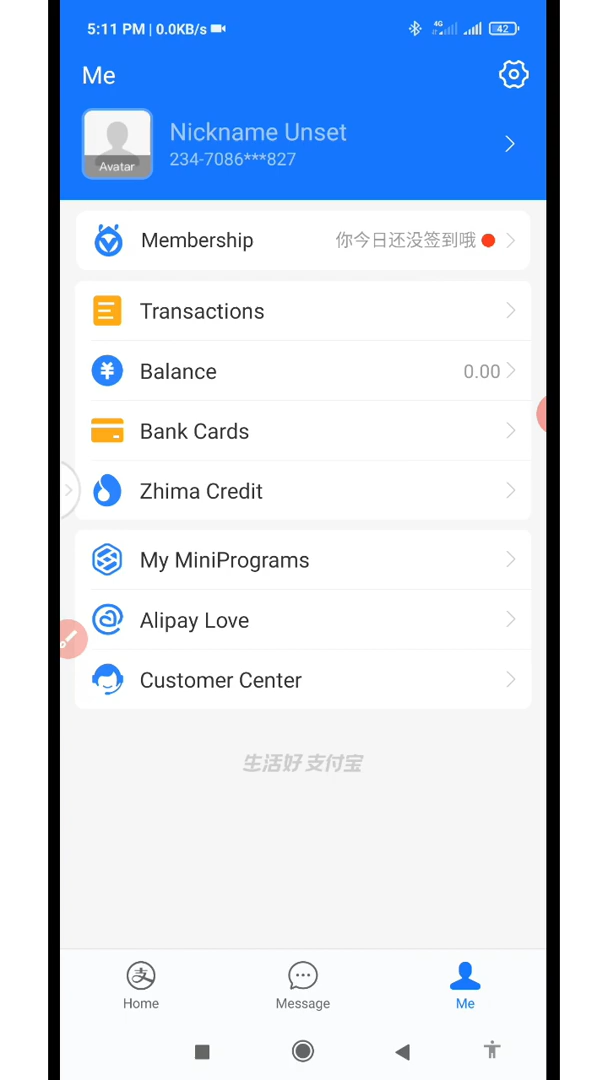 5:11 PM | 0.0KB/s
4G
42
Me
Nickname Unset
234-7086***827
Avatar
Membership
你今日还没签到哦
Transactions
Balance
0.00
Bank Cards
Zhima Credit
My MiniPrograms
Alipay Love
Customer Center
生活好 支付宝
支
Home
Message
Me